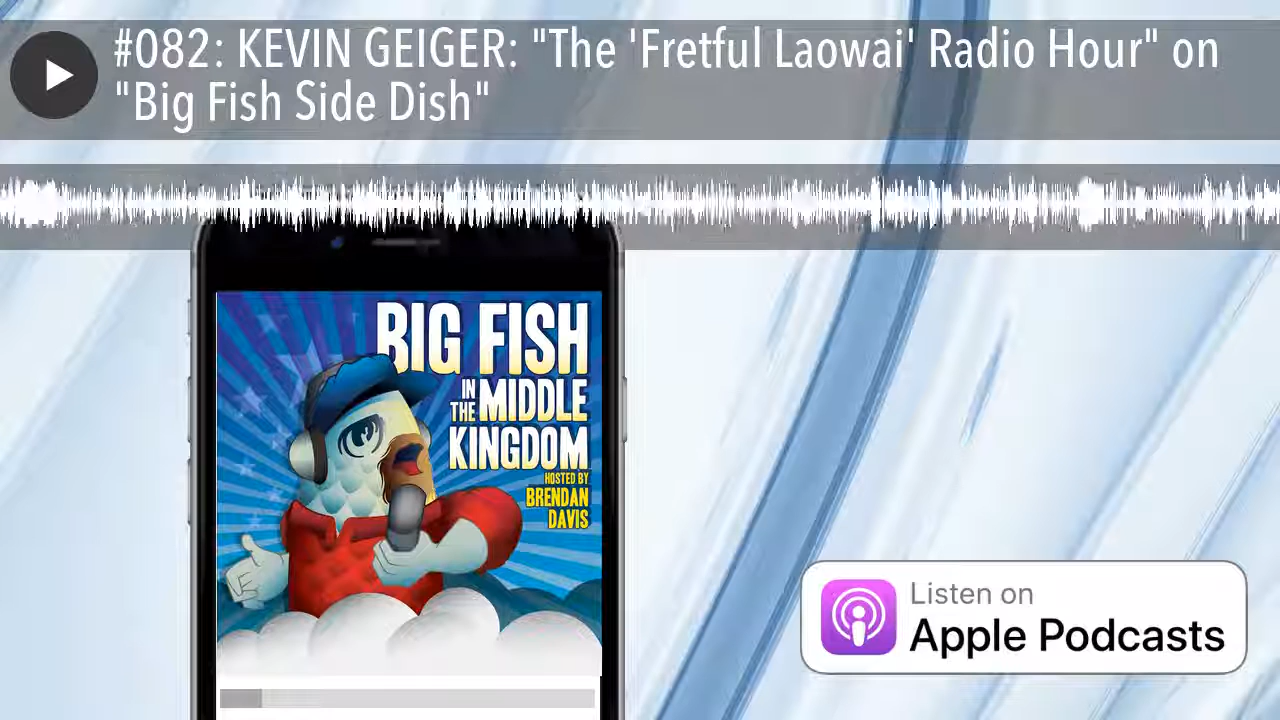 #082: KEVIN GEIGER: "The 'Fretful Laowai' Radio Hour" on
"Big Fish Side Dish"
BIG FISH
IN
THE MIDDLE
KINGDOM
HOSTED BY
BRENDAN
DAVIS
Listen on
Apple Podcasts